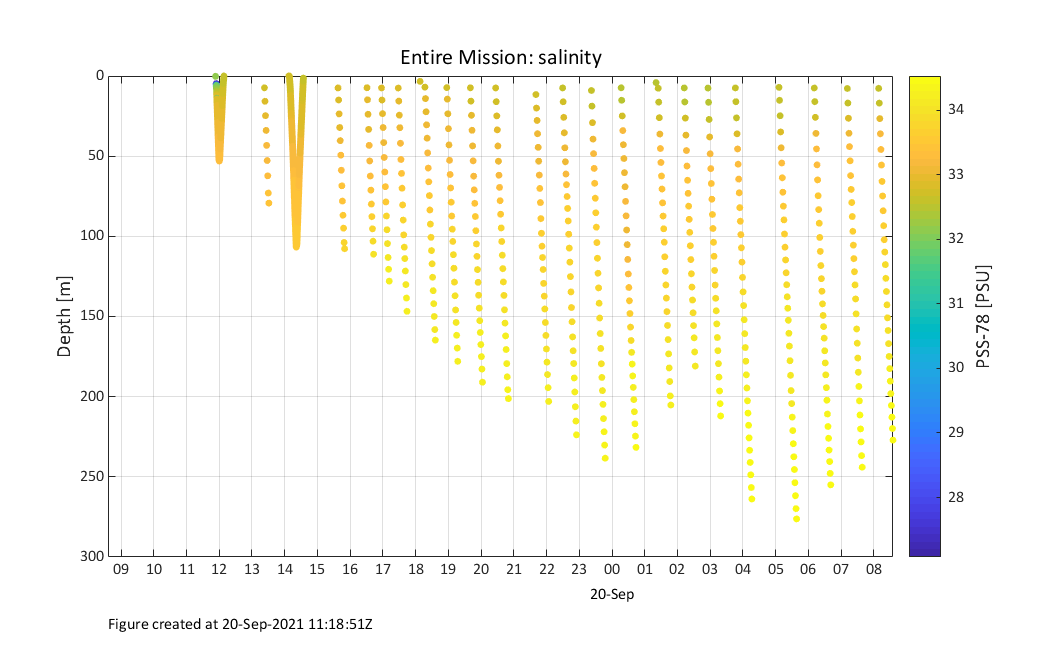 Entire Mission: salinity
0
50
100
150
200
250
300
Depth [m]
09 10 11 12 13 14 15 16 17 18 19 20 21 22 23 00 01 02 03 04 05 06 07 08
20-Sep
34
33
32
31
30
29
28
PSS-78 [PSU]
Figure created at 20-Sep-2021 11:18:51Z